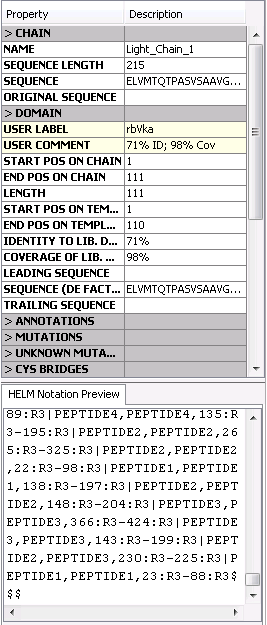 Property Description
> CHAIN
NAME Light_Chain_1
SEQUENCE LENGTH 215
SEQUENCE ELVMTQTPASVSAAVG...
ORIGINAL SEQUENCE
> DOMAIN
USER LABEL rbVka
USER COMMENT 71% ID; 98% Cov
START POS ON CHAIN 1
END POS ON CHAIN 111
LENGTH 111
START POS ON TEM... 1
END POS ON TEMPL... 110
IDENTITY TO LIB. D... 71%
COVERAGE OF LIB. ... 98%
LEADING SEQUENCE
SEQUENCE (DE FACT... ELVMTQTPASVSAAVG...
TRAILING SEQUENCE
> ANNOTATIONS
> MUTATIONS
> UNKNOWN MUTA...
> CYS BRIDGES
HELM Notation Preview
89:R3|PEPTIDE4,PEPTIDE4,135:R
3-195:R3|PEPTIDE2,PEPTIDE2,26
5:R3-325:R3|PEPTIDE2,PEPTIDE2
,22:R3-98:R3|PEPTIDE1,PEPTIDE
1,138:R3-197:R3|PEPTIDE2,PEPT
IDE2,148:R3-204:R3|PEPTIDE3,P
EPTIDE3,366:R3-424:R3|PEPTIDE
3,PEPTIDE3,143:R3-199:R3|PEPT
IDE2,PEPTIDE3,230:R3-225:R3|P
EPTIDE1,PEPTIDE1,23:R3-88:R3$
$$